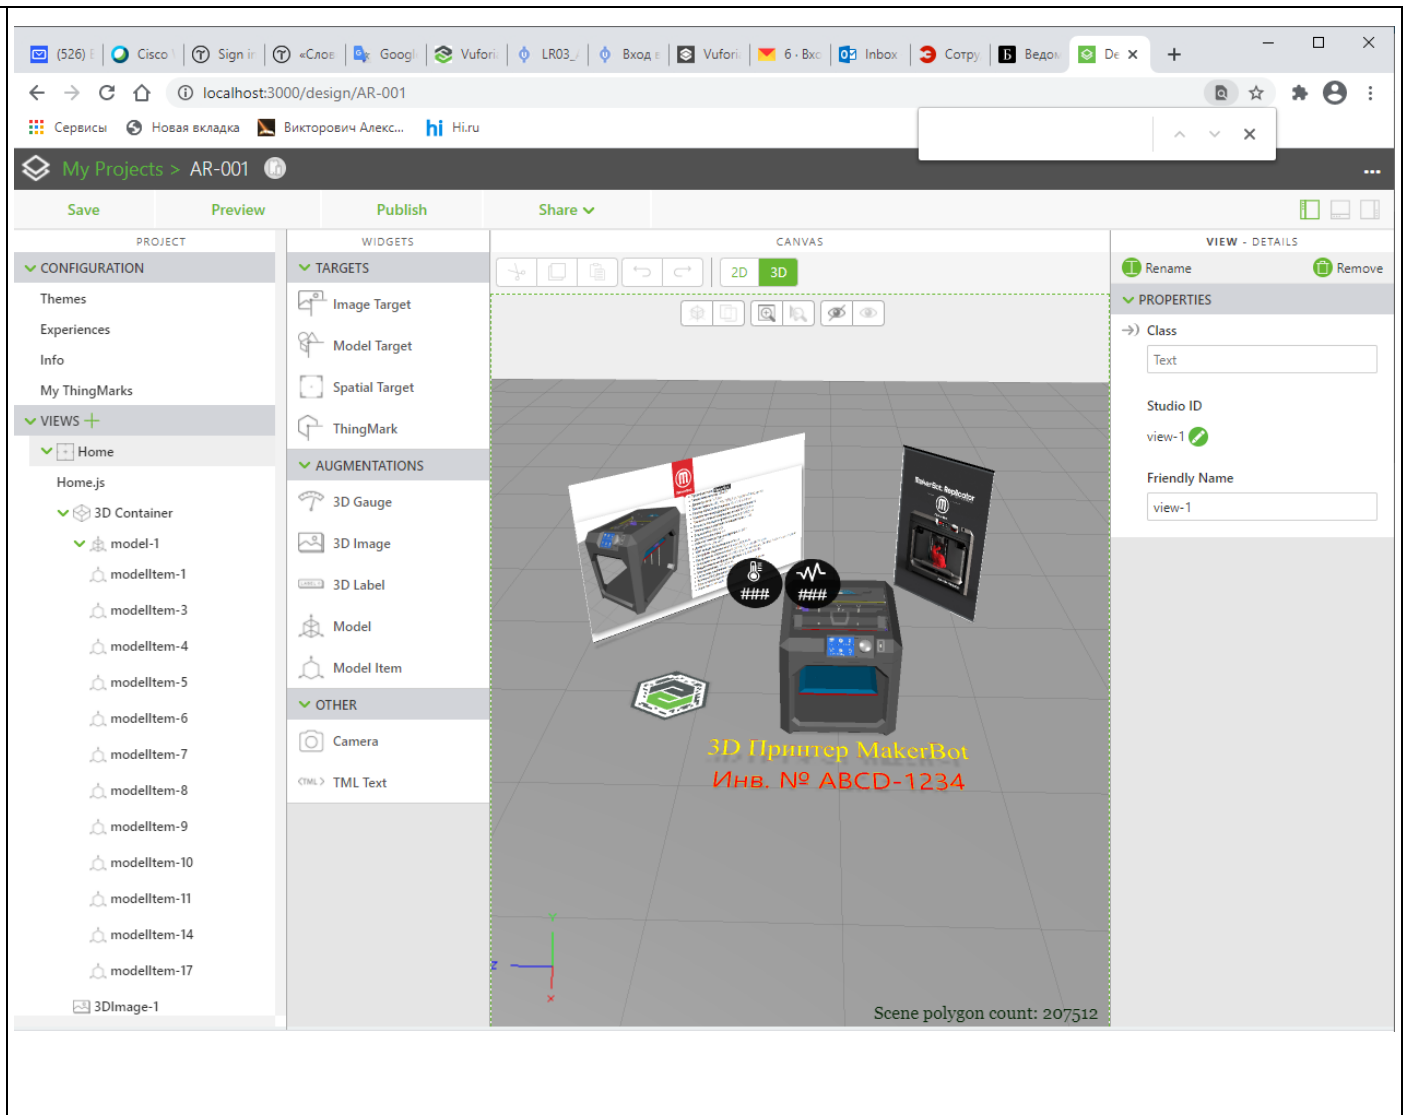 (526) Е
Cisco \
Sign in
«Слов
Googl
Vufori
LR03_
Вход в
Vufori
6 · Вхо
Inbox
Сотру
Ведом
De
localhost:3000/design/AR-001
Сервисы
Новая вкладка
Викторович Алекс...
hi Hi.ru
My Projects > AR-001
Save
Preview
Publish
Share
PROJECT
WIDGETS
CANVAS
VIEW - DETAILS
CONFIGURATION
Themes
Experiences
Info
My ThingMarks
VIEWS
Home
Home.js
3D Container
model-1
modelItem-1
modelItem-3
modelItem-4
modelItem-5
modelItem-6
modelItem-7
modelItem-8
modelItem-9
modelItem-10
modelItem-11
modelItem-14
modelItem-17
3DImage-1
TARGETS
Image Target
Model Target
Spatial Target
ThingMark
AUGMENTATIONS
3D Gauge
3D Image
3D Label
Model
Model Item
OTHER
Camera
TML Text
2D 3D
MakerBot Replicator
### ###
3D Принтер MakerBot
Инв. № ABCD-1234
Y
Z
X
Scene polygon count: 207512
Rename
Remove
PROPERTIES
Class
Text
Studio ID
view-1
Friendly Name
view-1